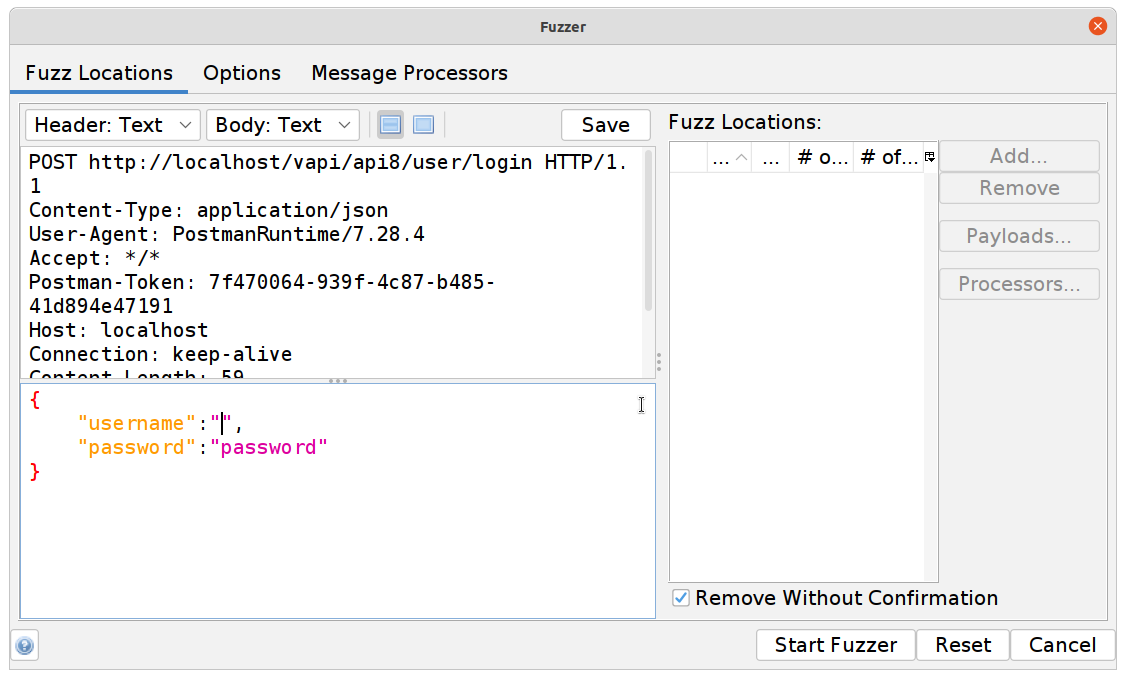 Fuzzer
Fuzz Locations Options Message Processors
Header: Text Body: Text Save Fuzz Locations:
POST http://localhost/vapi/api8/user/login HTTP/1.
1
Content-Type: application/json
User-Agent: PostmanRuntime/7.28.4
Accept: */*
Postman-Token: 7f470064-939f-4c87-b485-
41d894e47191
Host: localhost
Connection: keep-alive
Content-Length: 59
{
"username":"",
"password":"password"
}
... ... # o... # of...
Add...
Remove
Payloads...
Processors...
Remove Without Confirmation
Start Fuzzer Reset Cancel